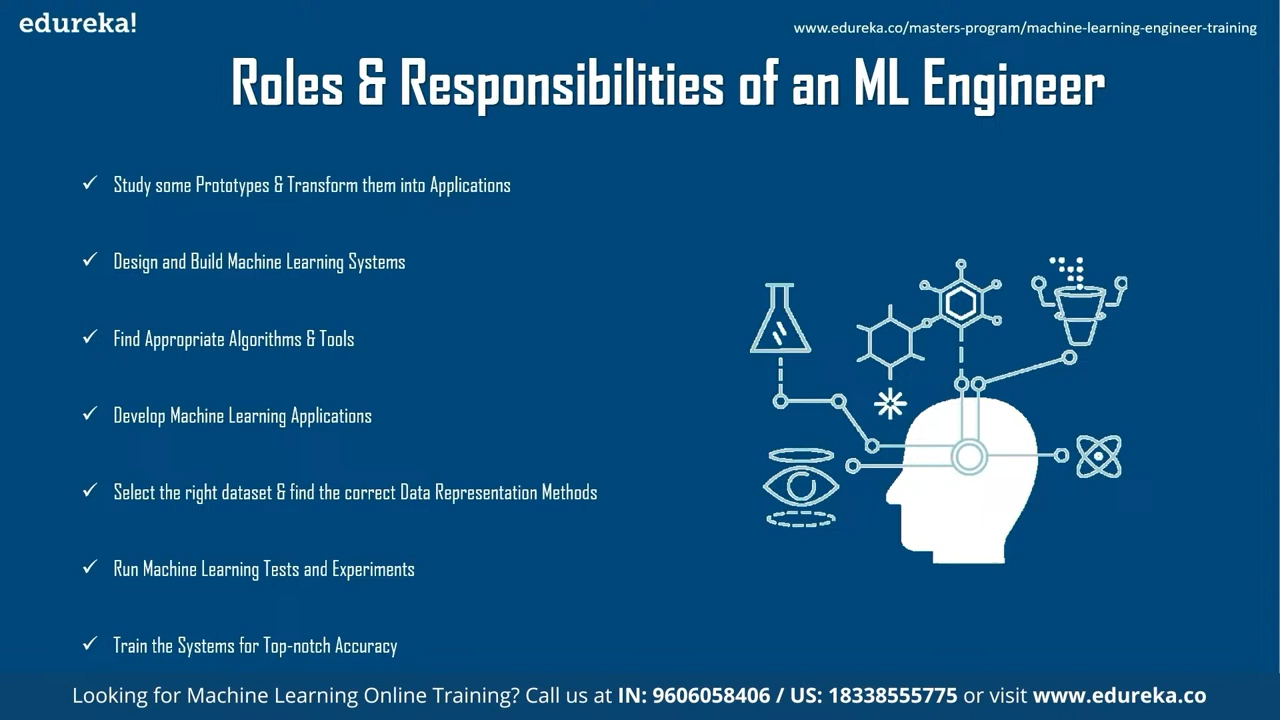 edureka!
www.edureka.co/masters-program/machine-learning-engineer-training
Roles & Responsibilities of an ML Engineer
✓ Study some Prototypes & Transform them into Applications
✓ Design and Build Machine Learning Systems
✓ Find Appropriate Algorithms & Tools
✓ Develop Machine Learning Applications
✓ Select the right dataset & find the correct Data Representation Methods
✓ Run Machine Learning Tests and Experiments
✓ Train the Systems for Top-notch Accuracy
Looking for Machine Learning Online Training? Call us at IN: 9606058406 / US: 18338555775 or visit www.edureka.co